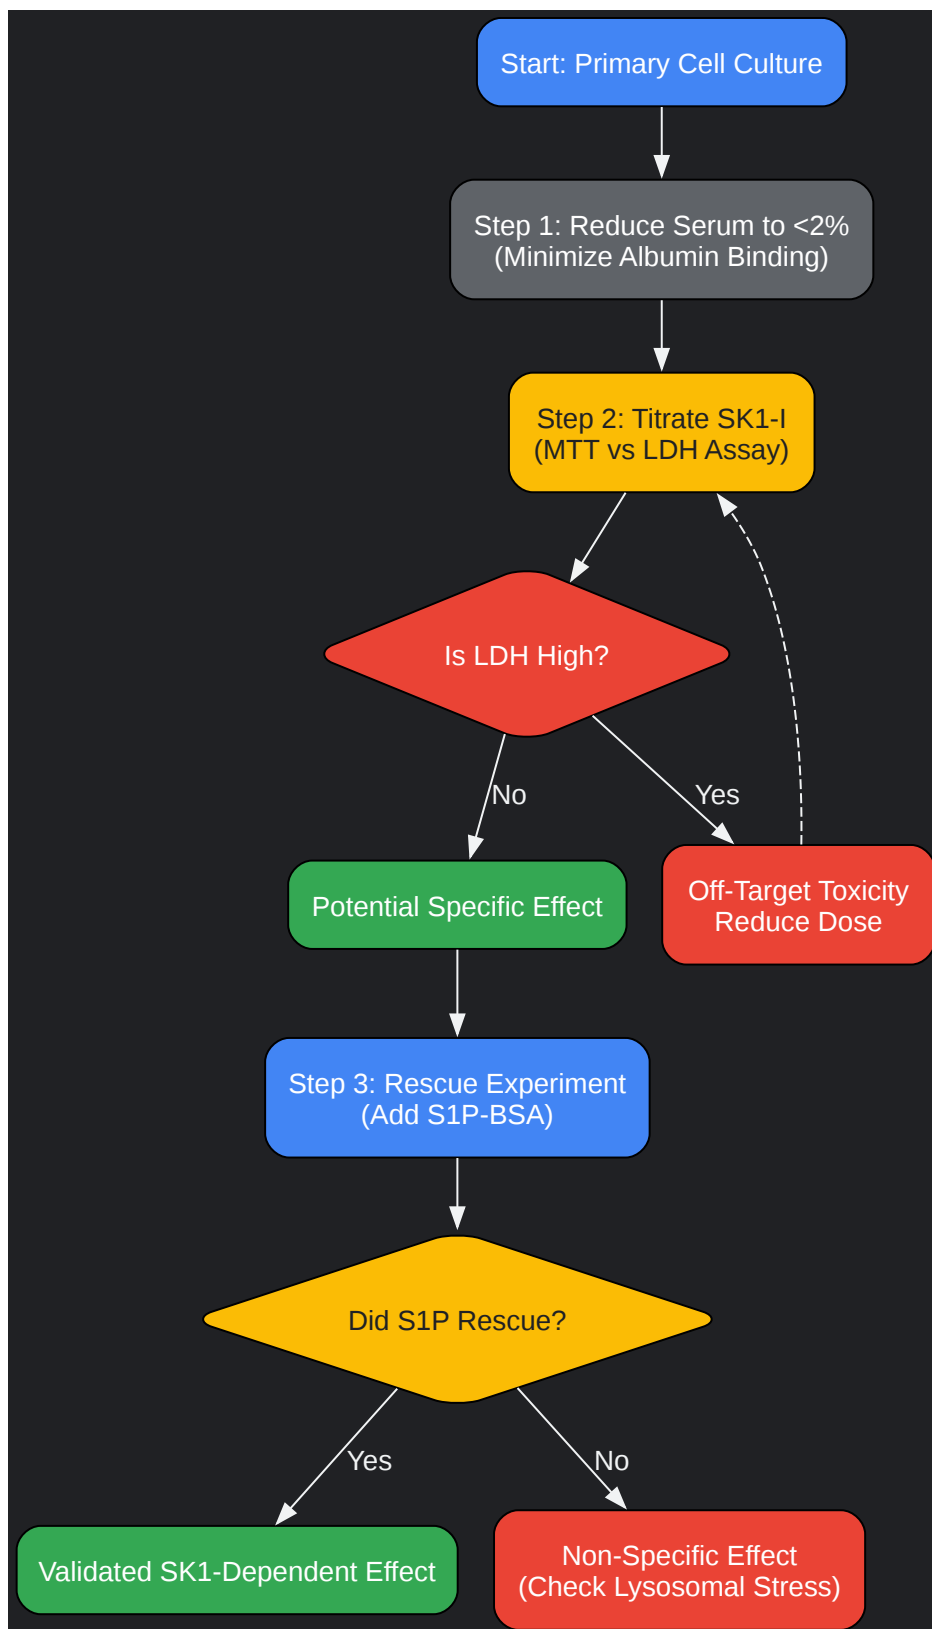 Start: Primary Cell Culture
Step 1: Reduce Serum to <2%
(Minimize Albumin Binding)
Step 2: Titrate SK1-I
(MTT vs LDH Assay)
Is LDH High?
No
Yes
Potential Specific Effect
Off-Target Toxicity
Reduce Dose
Step 3: Rescue Experiment
(Add S1P-BSA)
Did S1P Rescue?
Yes
No
Validated SK1-Dependent Effect
Non-Specific Effect
(Check Lysosomal Stress)